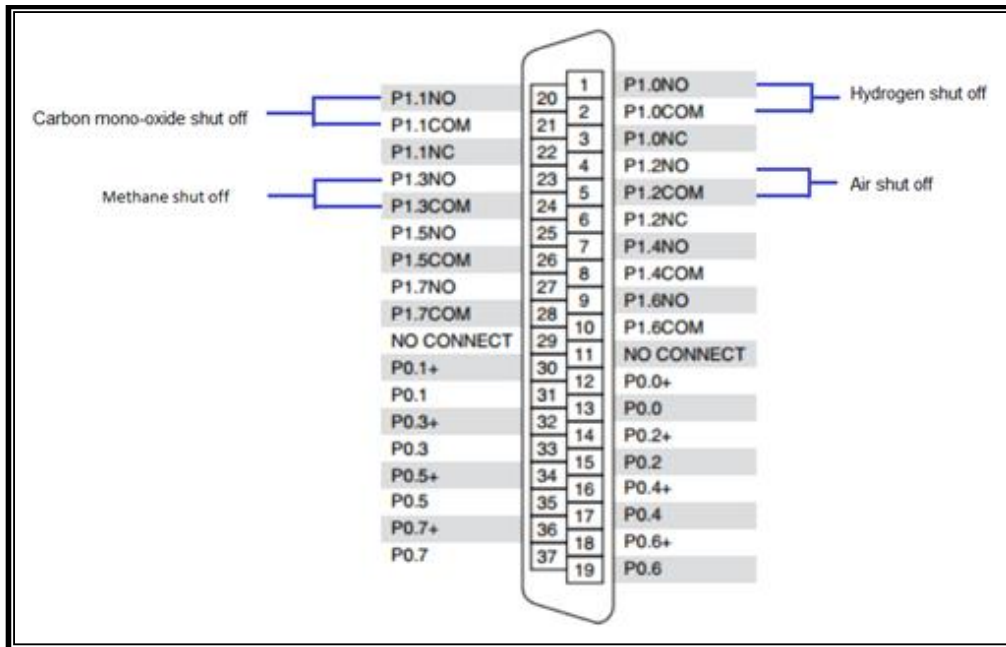 Carbon mono-oxide shut off
Methane shut off
P1.1NO
P1.1COM
P1.1NC
P1.3NO
P1.3COM
P1.5NO
P1.5COM
P1.7NO
P1.7COM
NO CONNECT
P0.1+
P0.1
P0.3+
P0.3
P0.5+
P0.5
P0.7+
P0.7
20
21
22
23
24
25
26
27
28
29
30
31
32
33
34
35
36
37
1
2
3
4
5
6
7
8
9
10
11
12
13
14
15
16
17
18
19
P1.0NO
P1.0COM
P1.0NC
P1.2NO
P1.2COM
P1.2NC
P1.4NO
P1.4COM
P1.6NO
P1.6COM
NO CONNECT
P0.0+
P0.0
P0.2+
P0.2
P0.4+
P0.4
P0.6+
P0.6
Hydrogen shut off
Air shut off